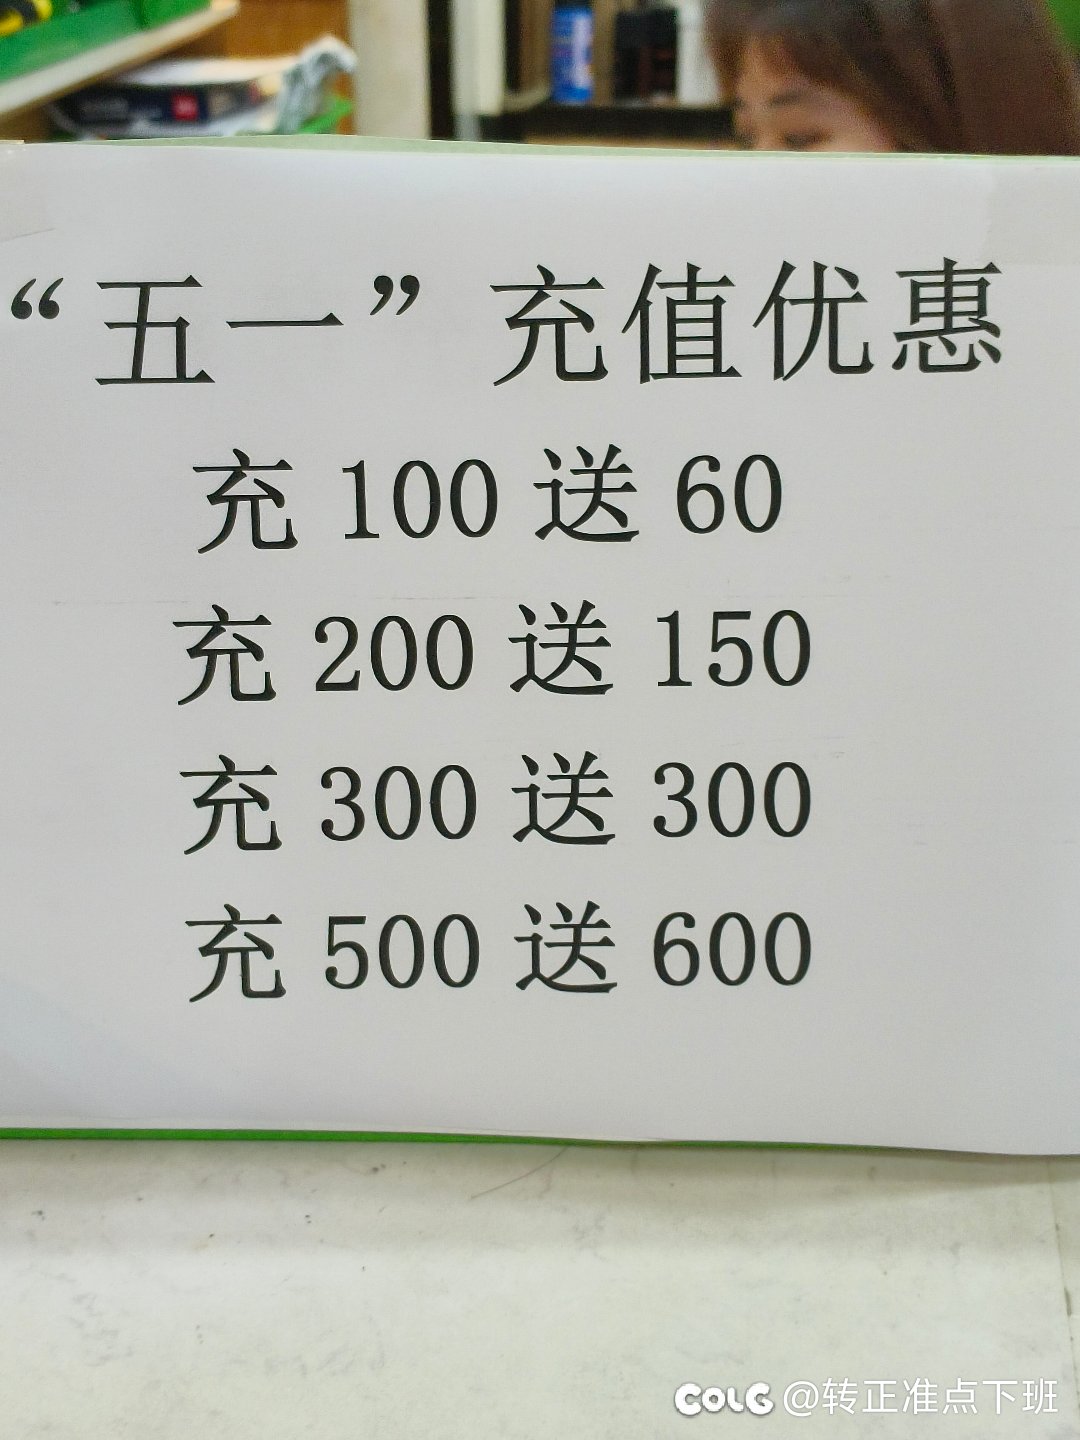 “五一”充值优惠
充 100 送 60
充 200 送 150
充 300 送 300
充 500 送 600
COLG @转正准点下班